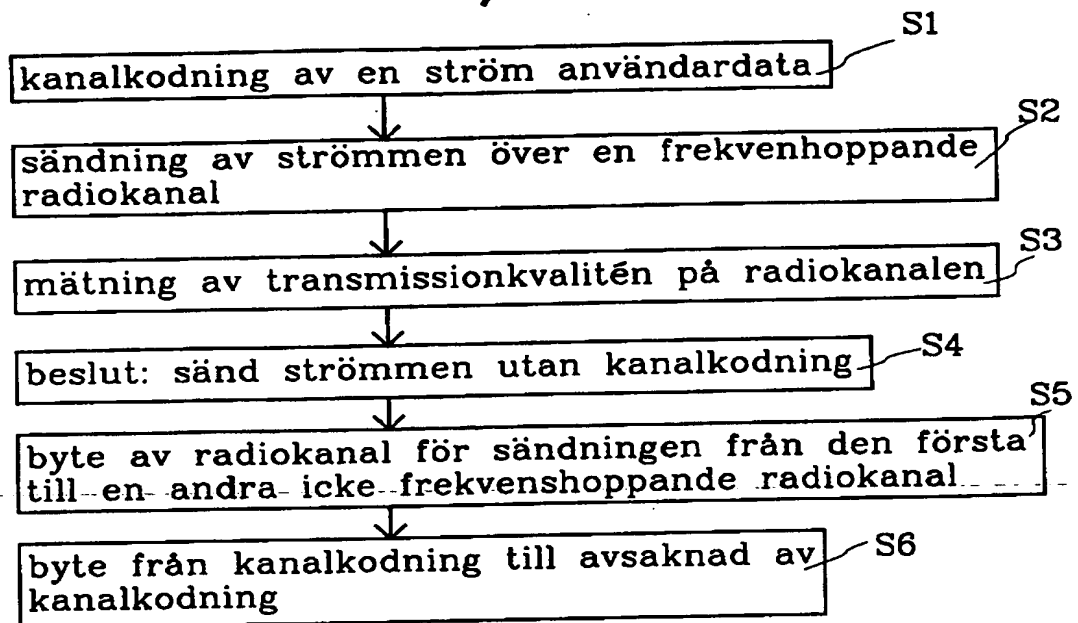 S1
kanalkodning av en ström användardata
S2
sändning av strömmen över en frekvenhoppande
radiokanal
S3
mätning av transmissionkvalitén på radiokanalen
beslut: sänd strömmen utan kanalkodning
S4
S5
byte av radiokanal för sändningen från den första
till en andra icke frekvenshoppande radiokanal
byte från kanalkodning till avsaknad av
kanalkodning
S6